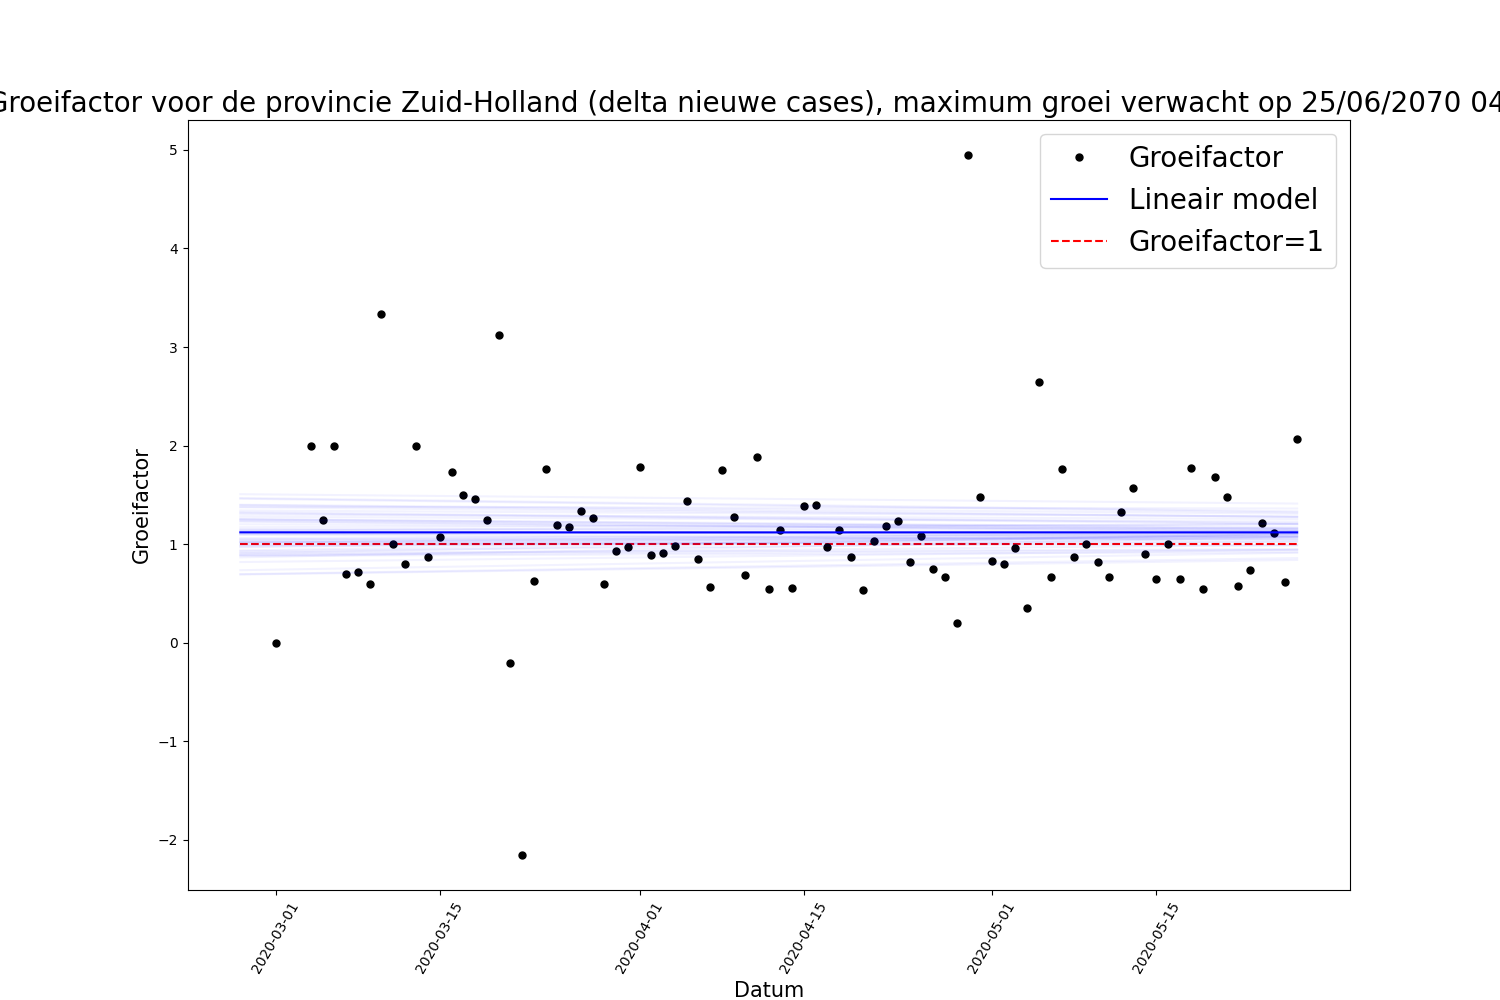 Groeifactor voor de provincie Zuid-Holland (delta nieuwe cases), maximum groei verwacht op 25/06/2070 04
Groeifactor
Lineair model
Groeifactor=1
5
4
3
2
1
0
−1
−2
Groeifactor
2020-03-01
2020-03-15
2020-04-01
2020-04-15
2020-05-01
2020-05-15
Datum